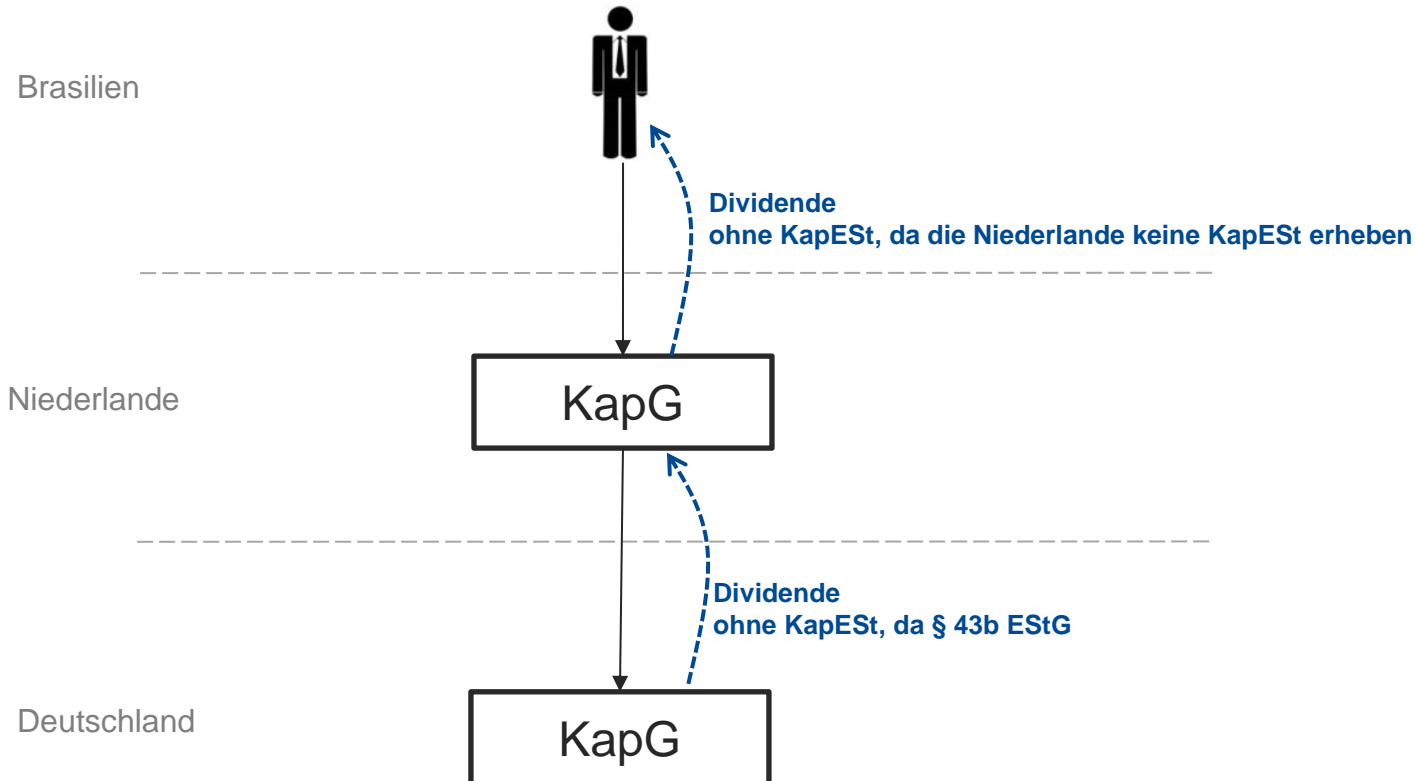 Brasilien
Dividende
ohne KapESt, da die Niederlande keine KapESt erheben
Niederlande
KapG
Dividende
ohne KapESt, da § 43b EStG
Deutschland
KapG